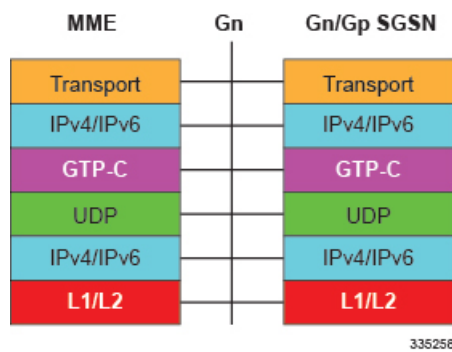 MME Gn Gn/Gp SGSN
Transport Transport
IPv4/IPv6 IPv4/IPv6
GTP-C GTP-C
UDP UDP
IPv4/IPv6 IPv4/IPv6
L1/L2 L1/L2
335258